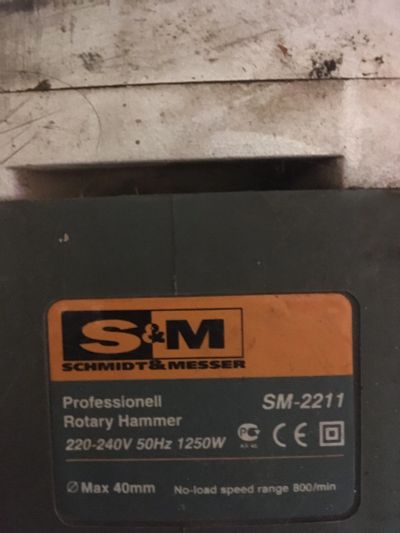 S&M
SCHMIDT&MESSER
Professionell SM-2211
Rotary Hammer
220-240V 50Hz 1250W CE
Ø Max 40mm No-load speed range 800/min